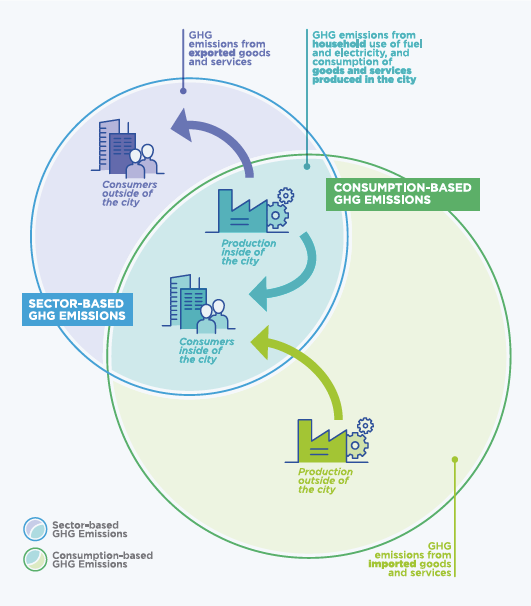 GHG
emissions from
exported goods
and services
GHG emissions from
household use of fuel
and electricity, and
consumption of
goods and services
produced in the city
Consumers
outside of
the city
CONSUMPTION-BASED
GHG EMISSIONS
Production
inside of
the city
SECTOR-BASED
GHG EMISSIONS
Consumers
inside of
the city
Production
outside of
the city
Sector-based
GHG Emissions
Consumption-based
GHG Emissions
GHG
emissions from
imported goods
and services